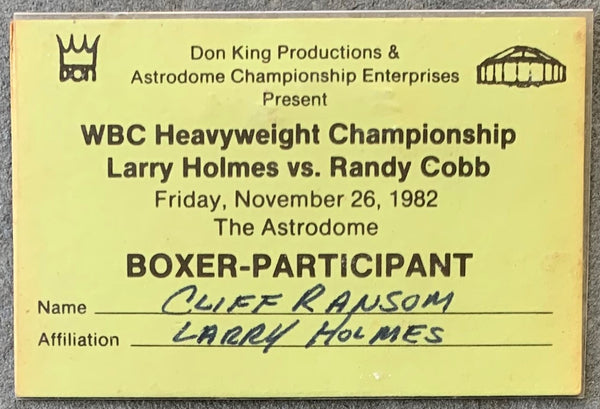 Don
Don King Productions &
Astrodome Championship Enterprises
Present
WBC Heavyweight Championship
Larry Holmes vs. Randy Cobb
Friday, November 26, 1982
The Astrodome
BOXER-PARTICIPANT
Name CLIFF RANSOM
Affiliation LARRY HOLMES